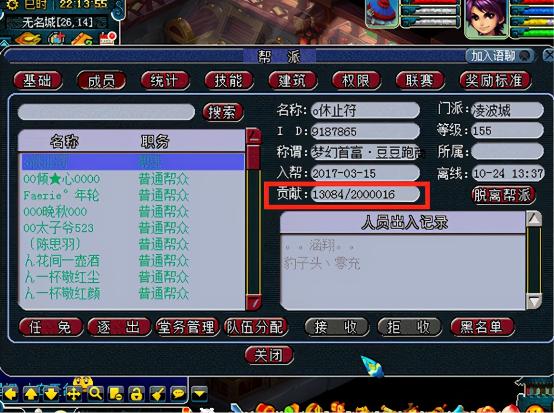 巳时 22:13:55
无名城[26,14]
帮 派
加入语聊
基础 成员 统计 技能 建筑 权限 联赛 奖励标准
搜索
名称 职务
00倾★心0000 普通帮众
Faerie°年轮 普通帮众
000晚秋000 普通帮众
00太子爷523 普通帮众
〔陈思羽〕 普通帮众
ん花间一壶酒 普通帮众
ん一杯敬红尘 普通帮众
ん一杯敬红颜 普通帮众
名称: o休止符 门派: 凌波城
I D: 9187865 等级: 155
称谓: 梦幻首富·豆豆跑商 所属:
入帮: 2017-03-15 离线: 10-24 13:37
贡献: 13084/2000016 脱离帮派
人员出入记录
。。涵翔。。
豹子头丶零充
任 免 逐 出 堂务管理 队伍分配 接 收 拒 收 黑名单
关闭